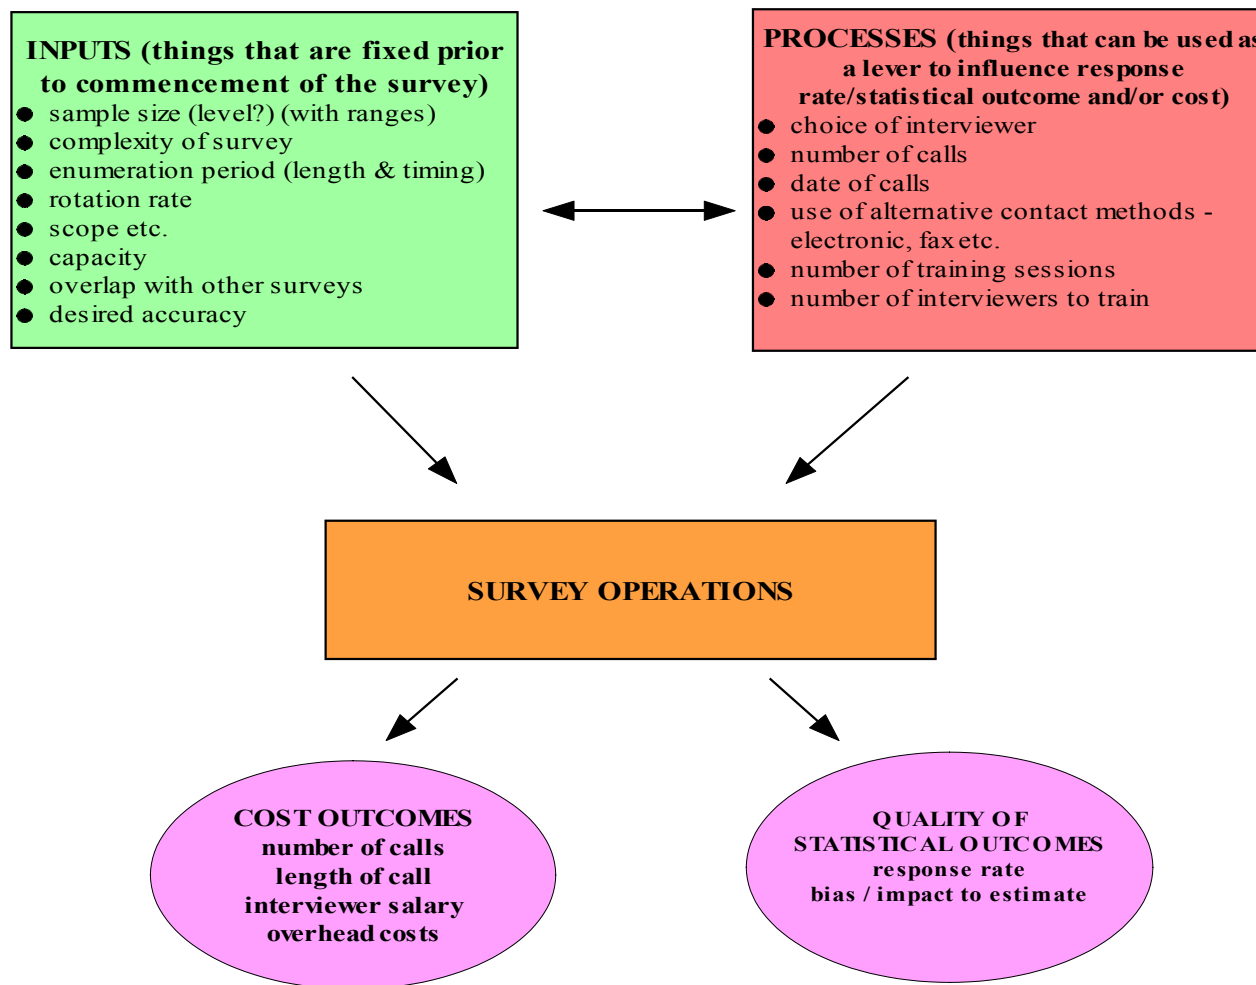 INPUTS (things that are fixed prior
to commencement of the survey)
● sample size (level?) (with ranges)
● complexity of survey
● enumeration period (length & timing)
● rotation rate
● scope etc.
● capacity
● overlap with other surveys
● desired accuracy
PROCESSES (things that can be used as
a lever to influence response
rate/statistical outcome and/or cost)
● choice of interviewer
● number of calls
● date of calls
● use of alternative contact methods -
electronic, fax etc.
● number of training sessions
● number of interviewers to train
SURVEY OPERATIONS
COST OUTCOMES
number of calls
length of call
interviewer salary
overhead costs
QUALITY OF
STATISTICAL OUTCOMES
response rate
bias / impact to estimate